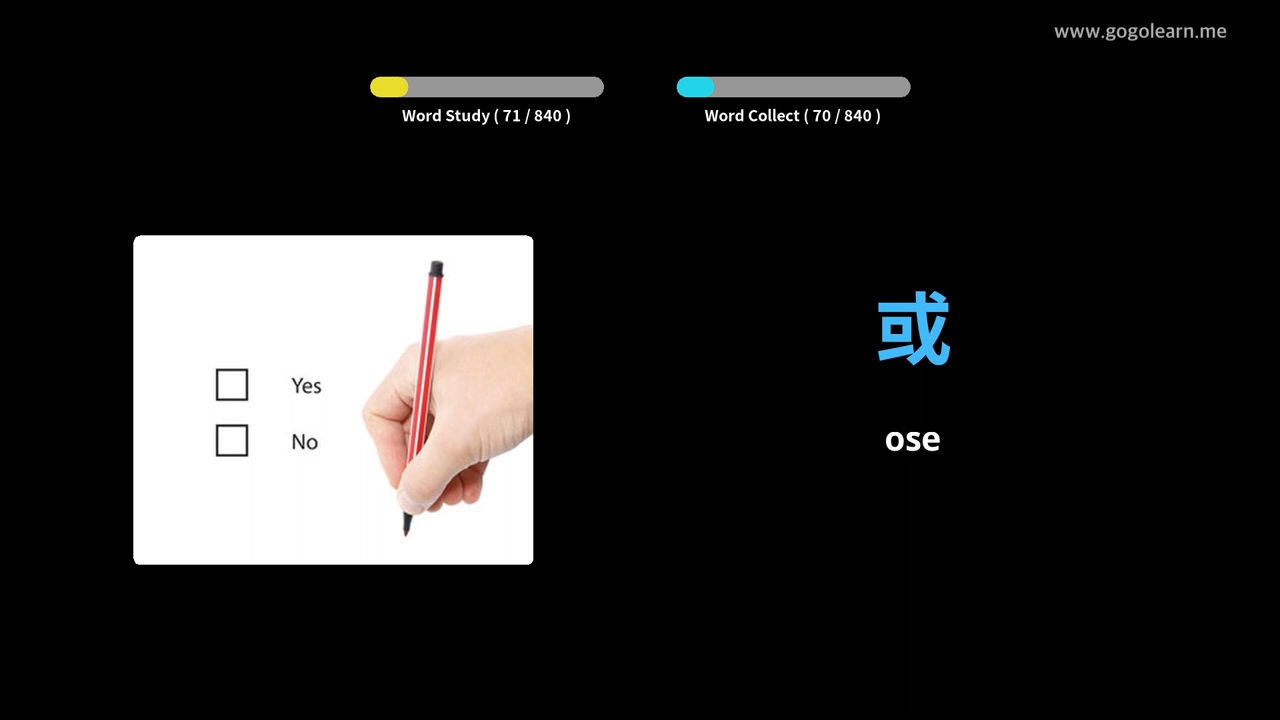 www.gogolearn.me
Word Study ( 71 / 840 )
Word Collect ( 70 / 840 )
Yes
No
或
ose